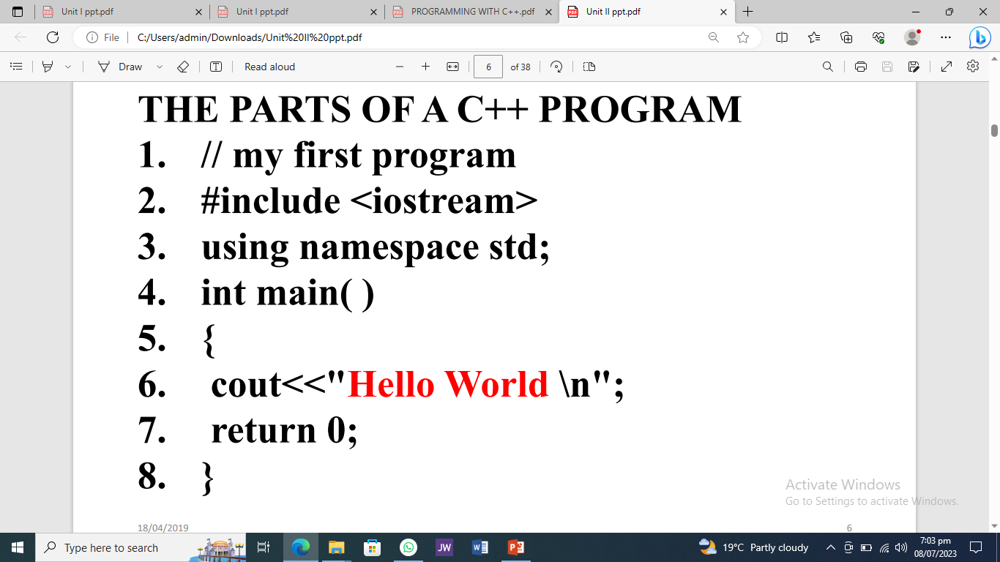 Unit I ppt.pdf
Unit I ppt.pdf
PROGRAMMING WITH C++.pdf
Unit II ppt.pdf
File
C:/Users/admin/Downloads/Unit%20II%20ppt.pdf
Draw
Read aloud
6
of 38
THE PARTS OF A C++ PROGRAM
1. // my first program
2. #include <iostream>
3. using namespace std;
4. int main( )
5. {
6. cout<<"Hello World \n";
7. return 0;
8. }
Activate Windows
Go to Settings to activate Windows.
18/04/2019
6
Type here to search
JW
19°C Partly cloudy
7:03 pm
08/07/2023